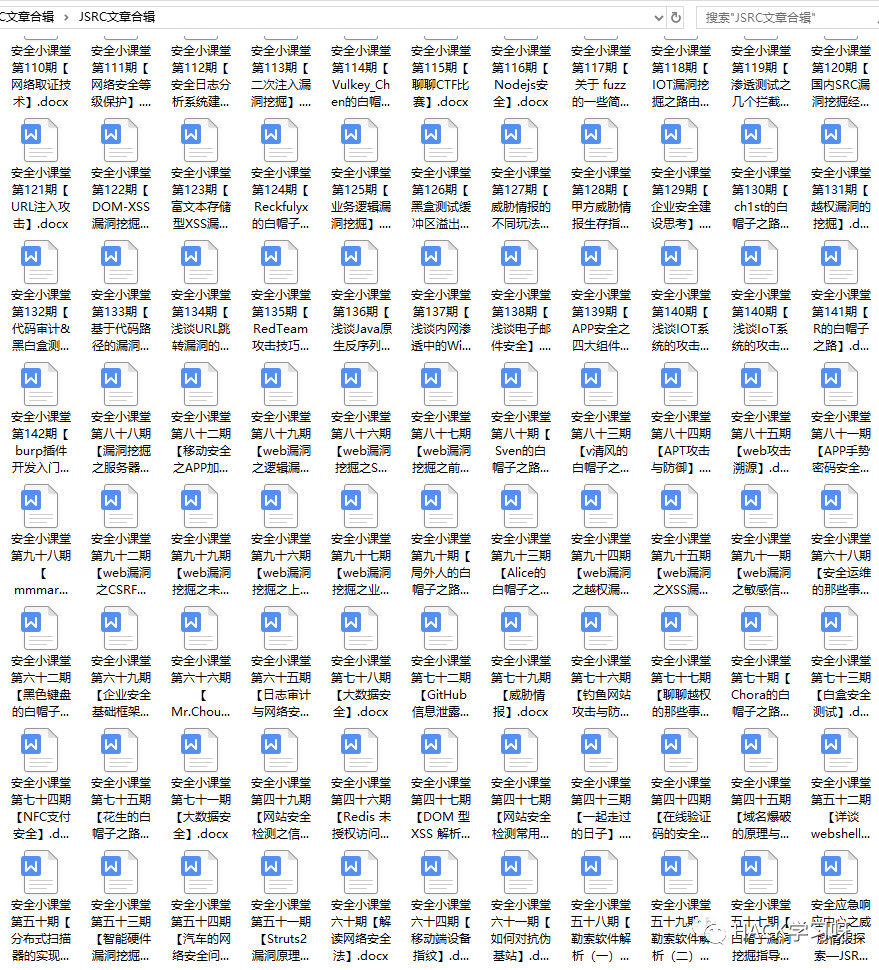 C文章合辑 › JSRC文章合辑
搜索"JSRC文章合辑"
安全小课堂
第110期【
网络取证技
术】.docx
安全小课堂
第111期【
网络安全等
级保护】....
安全小课堂
第112期【
安全日志分
析系统建...
安全小课堂
第113期【
二次注入漏
洞挖掘】....
安全小课堂
第114期【
Vulkey_Ch
en的白帽...
安全小课堂
第115期【
聊聊CTF比
赛】.docx
安全小课堂
第116期【
Nodejs安
全】.docx
安全小课堂
第117期【
关于 fuzz
的一些简...
安全小课堂
第118期【
IOT漏洞挖
掘之路由...
安全小课堂
第119期【
渗透测试之
几个拦截...
安全小课堂
第120期【
国内SRC漏
洞挖掘经...
安全小课堂
第121期【
URL注入攻
击】.docx
安全小课堂
第122期【
DOM-XSS
漏洞挖掘...
安全小课堂
第123期【
富文本存储
型XSS漏...
安全小课堂
第124期【
Reckfulyx
的白帽子...
安全小课堂
第125期【
业务逻辑漏
洞挖掘】....
安全小课堂
第126期【
黑盒测试缓
冲区溢出...
安全小课堂
第127期【
威胁情报的
不同玩法...
安全小课堂
第128期【
甲方威胁情
报生存指...
安全小课堂
第129期【
企业安全建
设思考】....
安全小课堂
第130期【
ch1st的白
帽子之路...
安全小课堂
第131期【
越权漏洞的
挖掘】.d...
安全小课堂
第132期【
代码审计&
黑白盒测...
安全小课堂
第133期【
基于代码路
径的漏洞...
安全小课堂
第134期【
浅谈URL跳
转漏洞的...
安全小课堂
第135期【
RedTeam
攻击技巧...
安全小课堂
第136期【
浅谈Java原
生反序列...
安全小课堂
第137期【
浅谈内网渗
透中的Wi...
安全小课堂
第138期【
浅谈电子邮
件安全】....
安全小课堂
第139期【
APP安全之
四大组件...
安全小课堂
第140期【
浅谈IOT系
统的攻击...
安全小课堂
第140期【
浅谈IoT系
统的攻击...
安全小课堂
第141期【
R的白帽子
之路】.d...
安全小课堂
第142期【
burp插件
开发入门...
安全小课堂
第八十八期
【漏洞挖掘
之服务器...
安全小课堂
第八十二期
【移动安全
之APP加...
安全小课堂
第八十九期
【web漏洞
之逻辑漏...
安全小课堂
第八十六期
【web漏洞
挖掘之S...
安全小课堂
第八十七期
【web漏洞
挖掘之前...
安全小课堂
第八十期【
Sven的白
帽子之路...
安全小课堂
第八十三期
【v清风的
白帽子之...
安全小课堂
第八十四期
【APT攻击
与防御】....
安全小课堂
第八十五期
【web攻击
溯源】.d...
安全小课堂
第八十一期
【APP手势
密码安全...
安全小课堂
第九十八期
【
mmmar...
安全小课堂
第九十二期
【web漏洞
之CSRF...
安全小课堂
第九十九期
【web漏洞
挖掘之未...
安全小课堂
第九十六期
【web漏洞
挖掘之上...
安全小课堂
第九十七期
【web漏洞
挖掘之业...
安全小课堂
第九十期【
局外人的白
帽子之路...
安全小课堂
第九十三期
【Alice的
白帽子之...
安全小课堂
第九十四期
【web漏洞
之越权漏...
安全小课堂
第九十五期
【web漏洞
之XSS漏...
安全小课堂
第九十一期
【web漏洞
之敏感信...
安全小课堂
第六十八期
【安全运维
的那些事...
安全小课堂
第六十二期
【黑色键盘
的白帽子...
安全小课堂
第六十九期
【企业安全
基础框架...
安全小课堂
第六十六期
【
Mr.Chou...
安全小课堂
第六十五期
【日志审计
与网络安...
安全小课堂
第七十八期
【大数据安
全】.docx
安全小课堂
第七十二期
【GitHub
信息泄露...
安全小课堂
第七十九期
【威胁情
报】.docx
安全小课堂
第七十六期
【钓鱼网站
攻击与防...
安全小课堂
第七十七期
【聊聊越权
的那些事...
安全小课堂
第七十期【
Chora的白
帽子之路...
安全小课堂
第七十三期
【白盒安全
测试】.d...
安全小课堂
第七十四期
【NFC支付
安全】.d...
安全小课堂
第七十五期
【花生的白
帽子之路...
安全小课堂
第七十一期
【大数据安
全】.docx
安全小课堂
第四十九期
【网站安全
检测之信...
安全小课堂
第四十六期
【Redis 未
授权访问...
安全小课堂
第四十七期
【DOM 型
XSS 解析...
安全小课堂
第四十七期
【网站安全
检测常用...
安全小课堂
第四十三期
【一起走过
的日子】....
安全小课堂
第四十四期
【在线验证
码的安全...
安全小课堂
第四十五期
【域名爆破
的原理与...
安全小课堂
第五十二期
【详谈
webshell...
安全小课堂
第五十期【
分布式扫描
器的实现...
安全小课堂
第五十三期
【智能硬件
漏洞挖掘...
安全小课堂
第五十四期
【汽车的网
络安全问...
安全小课堂
第五十一期
【Struts2
漏洞原理...
安全小课堂
六十期【解
读网络安全
法】.docx
安全小课堂
六十四期【
移动端设备
指纹】.d...
安全小课堂
六十一期【
如何对抗伪
基站】.d...
安全小课堂
五十八期【
勒索软件解
析（一）...
安全小课堂
五十九期【
勒索软件解
析（二）...
安全小课堂
五十七期【
白帽子漏洞
挖掘指导...
安全应急响
应中心之威
胁情报探
索—JSR...
HACK学习呀